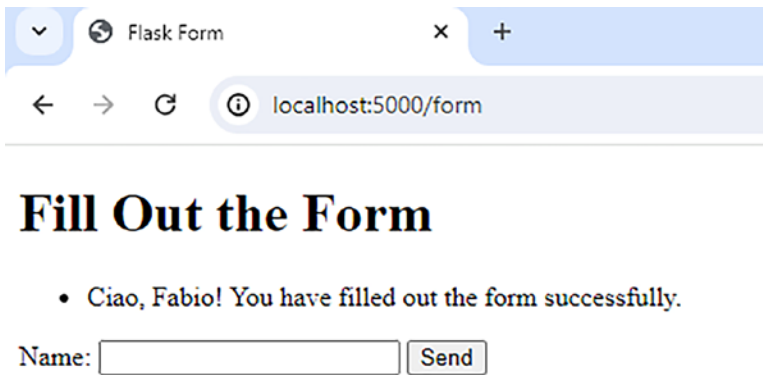 Flask Form
localhost:5000/form
Fill Out the Form
• Ciao, Fabio! You have filled out the form successfully.
Name: Send